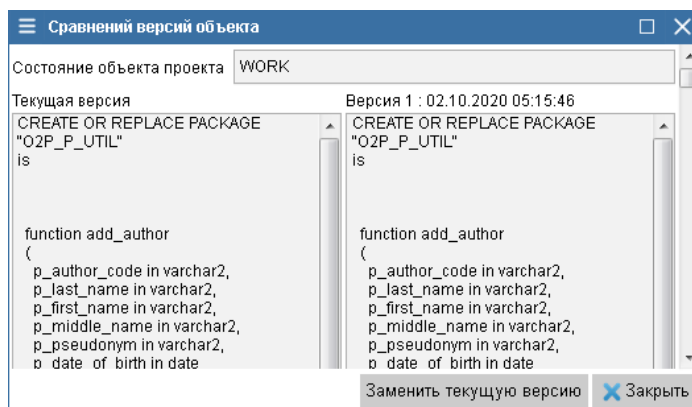 Сравнений версий объекта
Состояние объекта проекта WORK
Текущая версия
CREATE OR REPLACE PACKAGE
"O2P_P_UTIL"
is
function add_author
(
p_author_code in varchar2,
p_last_name in varchar2,
p_first_name in varchar2,
p_middle_name in varchar2,
p_pseudonym in varchar2,
p_date_of_birth in date
Версия 1 : 02.10.2020 05:15:46
CREATE OR REPLACE PACKAGE
"O2P_P_UTIL"
is
function add_author
(
p_author_code in varchar2,
p_last_name in varchar2,
p_first_name in varchar2,
p_middle_name in varchar2,
p_pseudonym in varchar2,
p_date_of_birth in date
Заменить текущую версию Закрыть